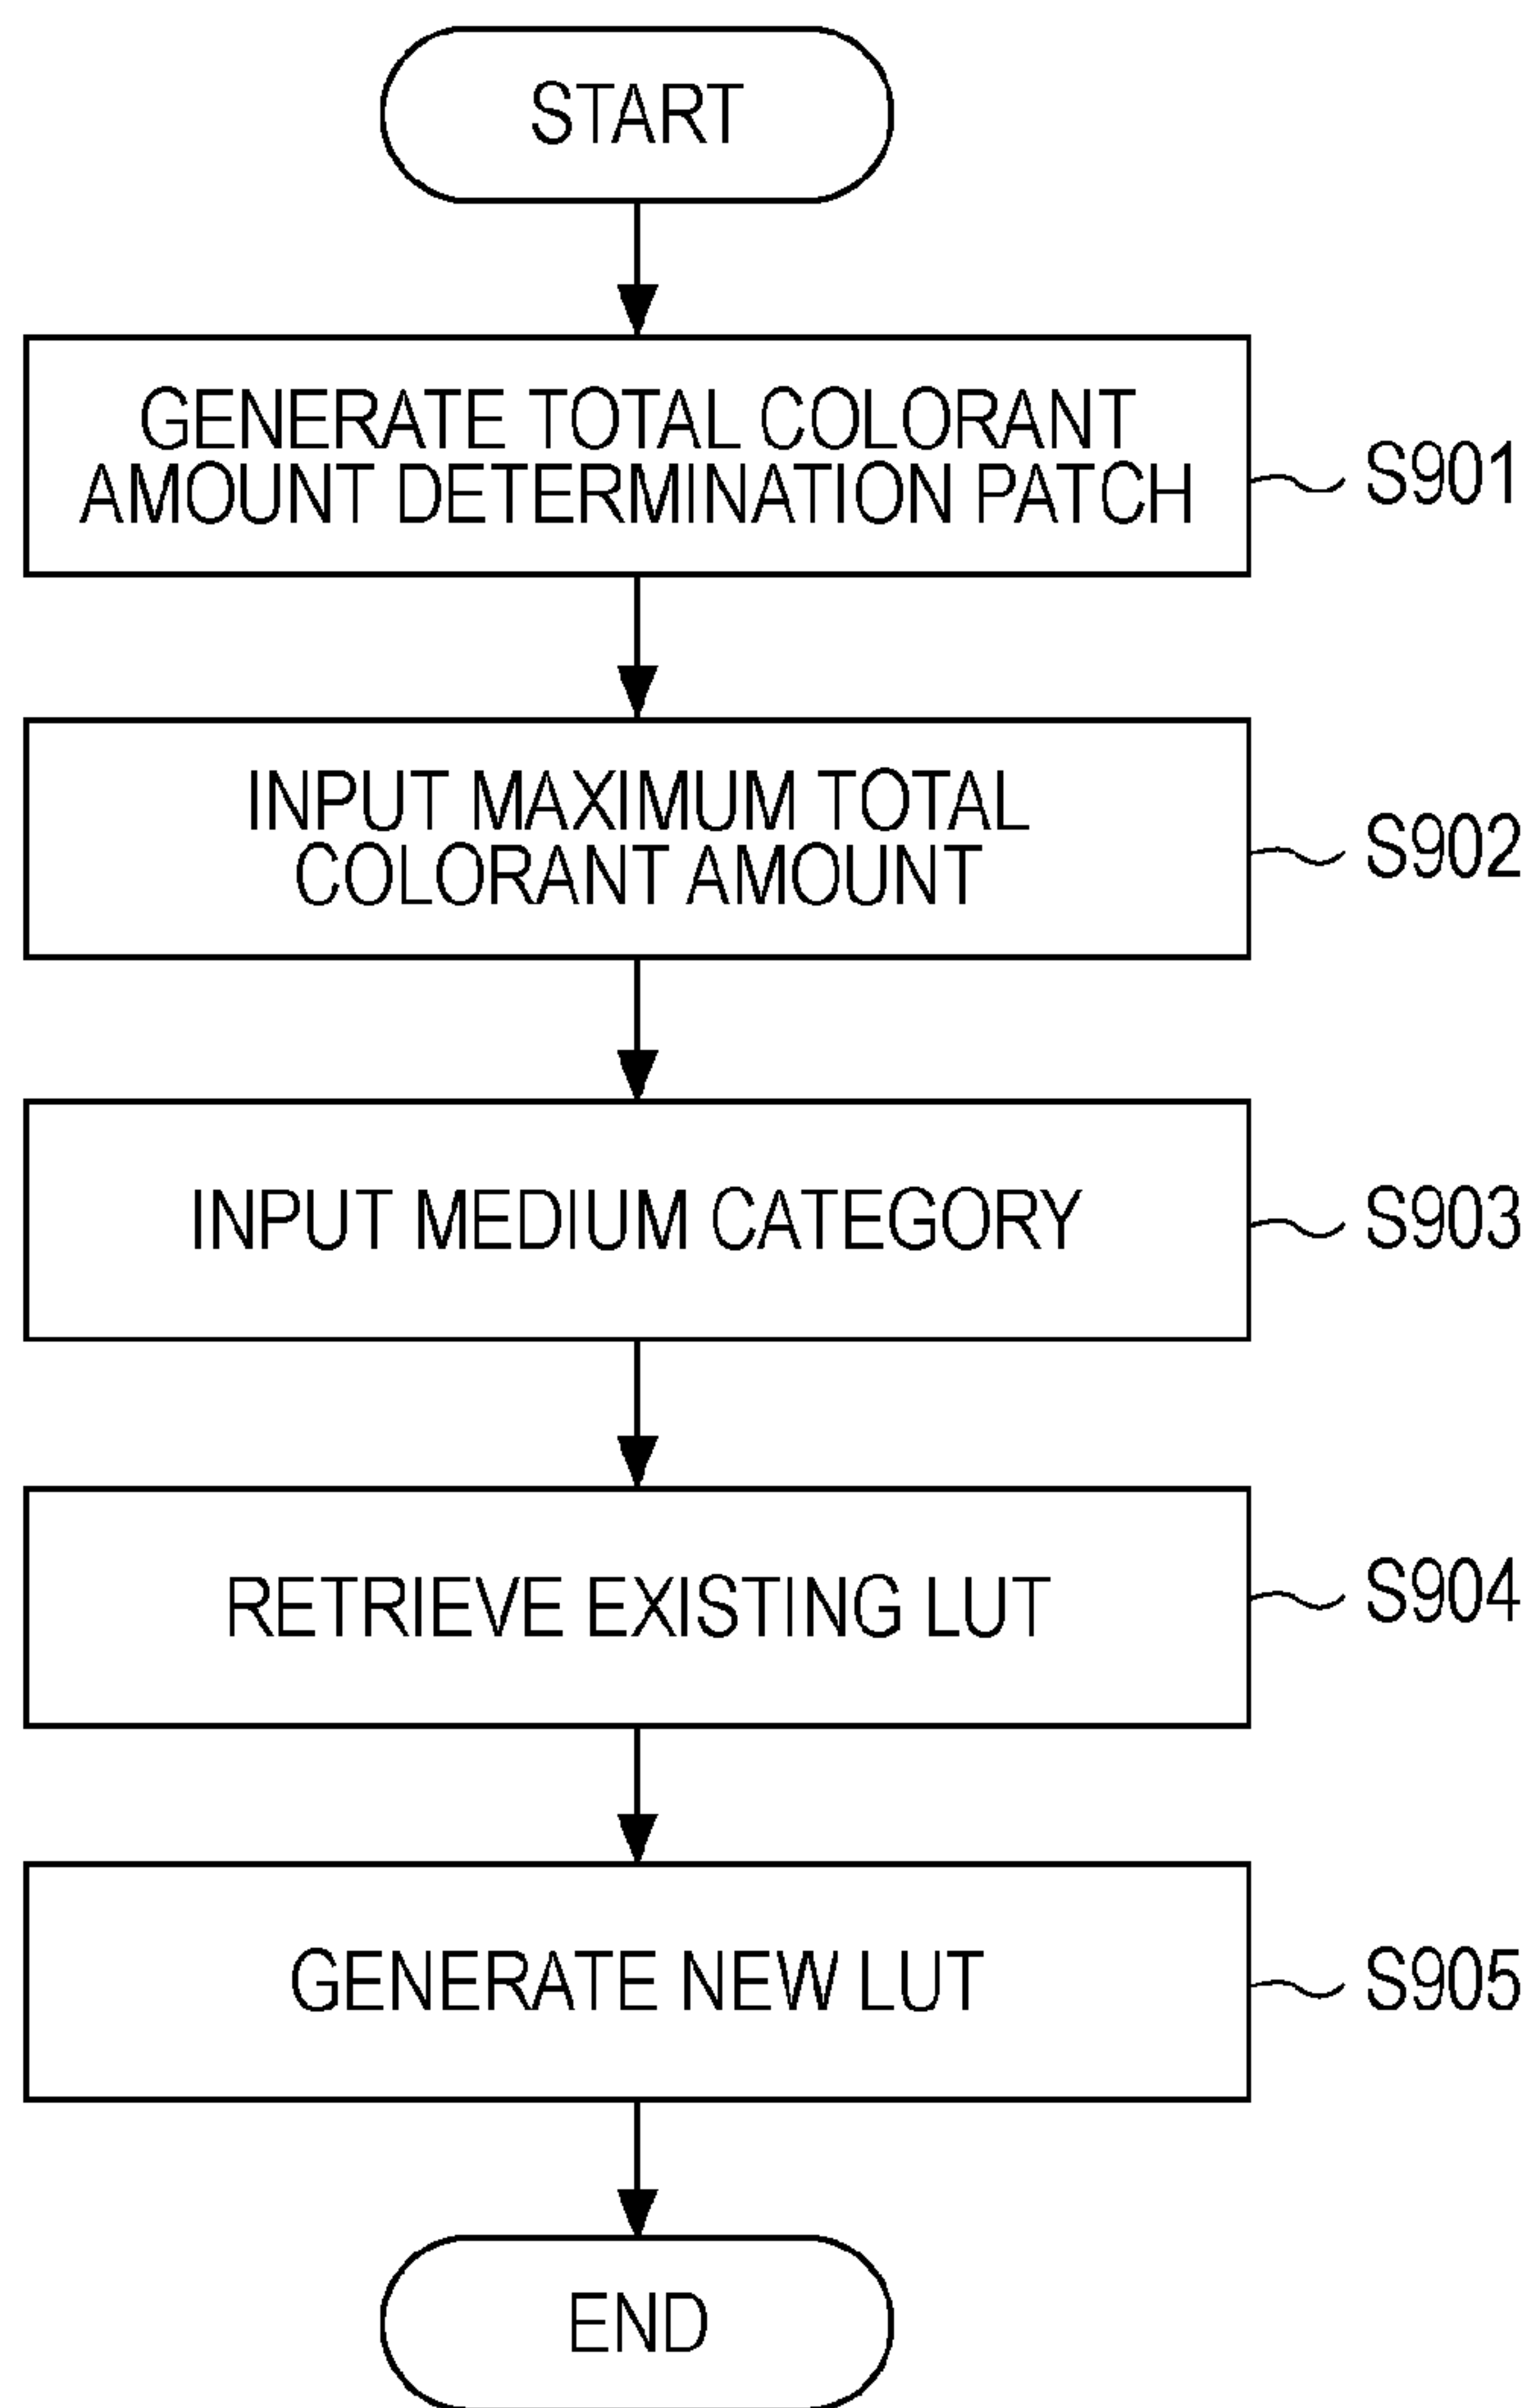 START
GENERATE TOTAL COLORANT
AMOUNT DETERMINATION PATCH
S901
INPUT MAXIMUM TOTAL
COLORANT AMOUNT
S902
INPUT MEDIUM CATEGORY
S903
RETRIEVE EXISTING LUT
S904
GENERATE NEW LUT
S905
END